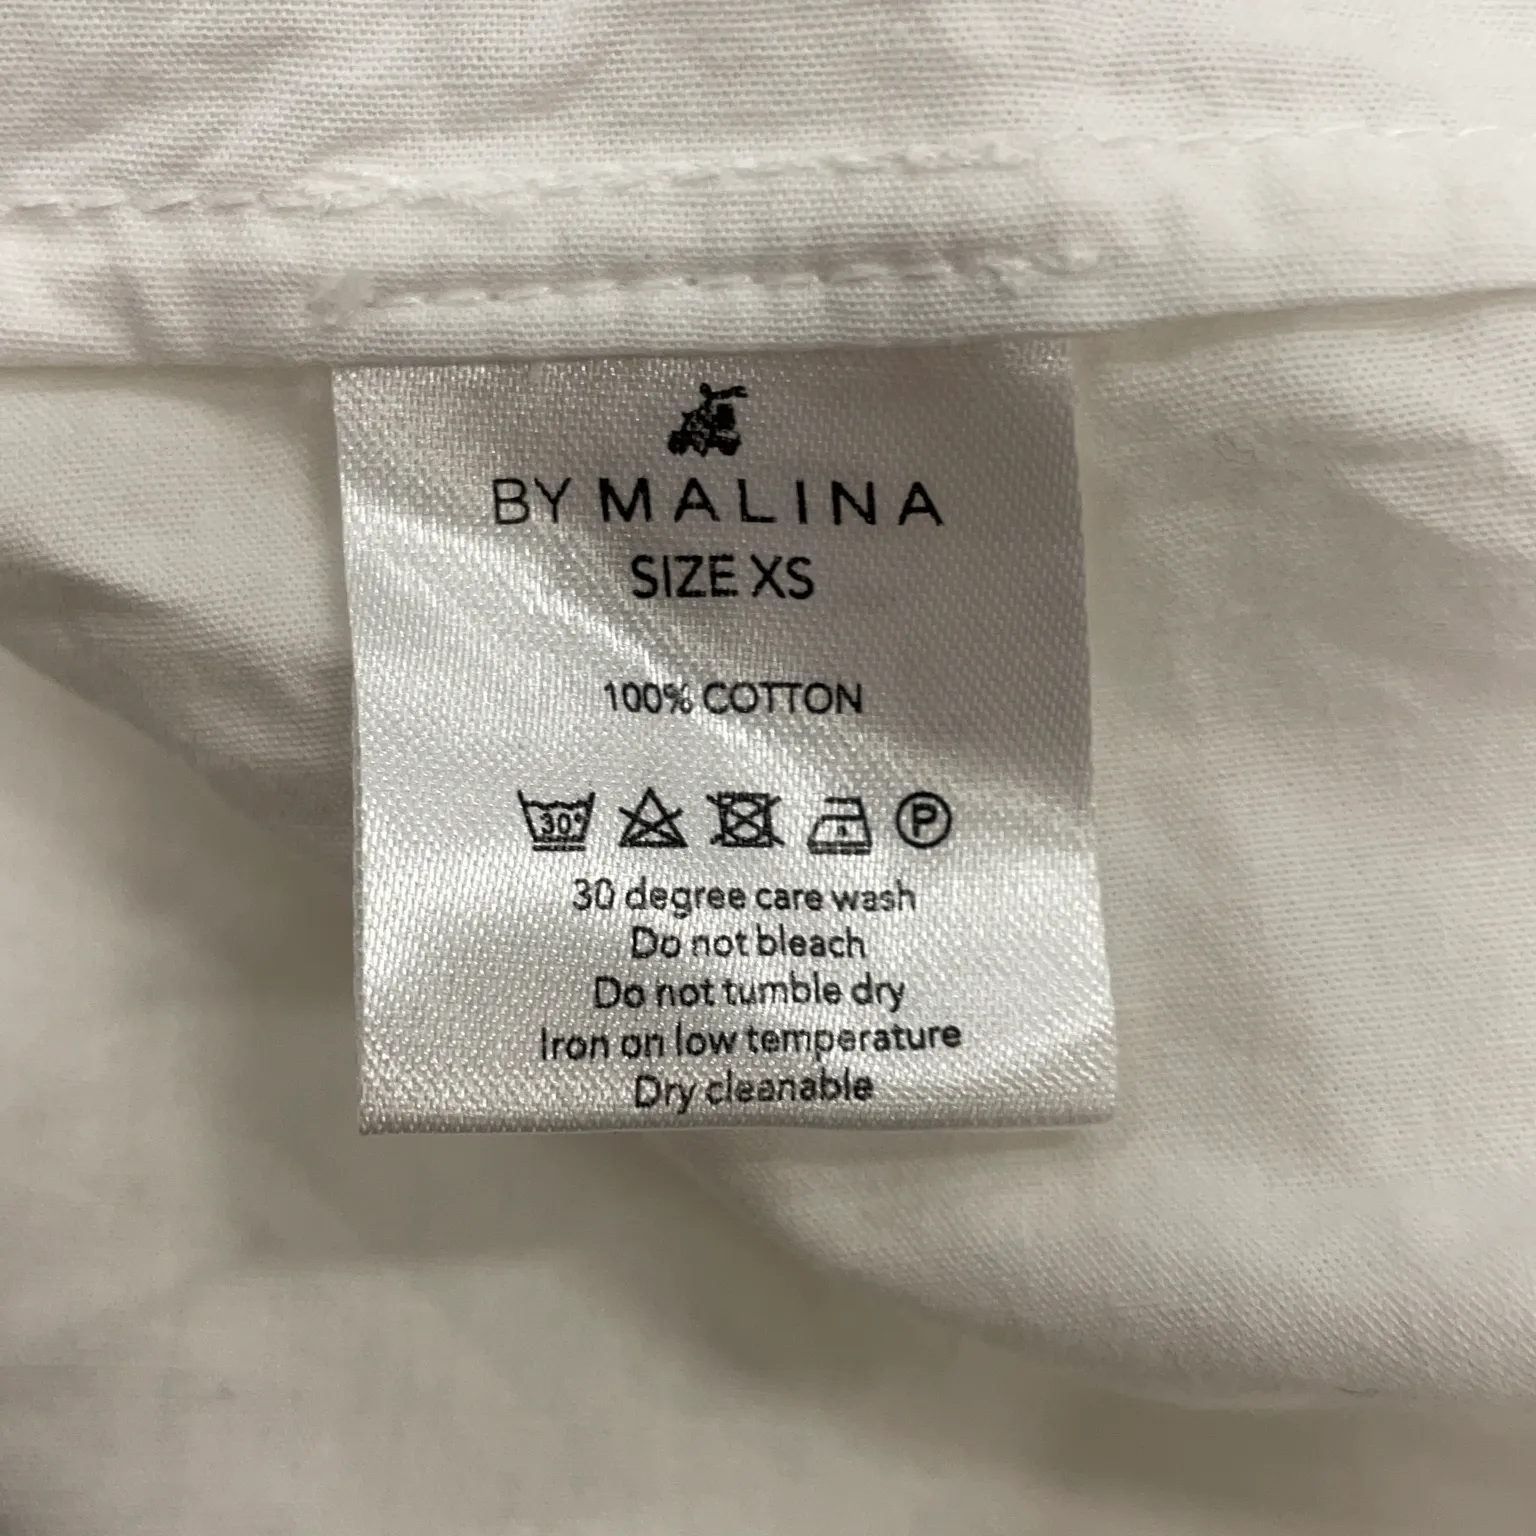 BY MALINA
SIZE XS
100% COTTON
30° P
30 degree care wash
Do not bleach
Do not tumble dry
Iron on low temperature
Dry cleanable